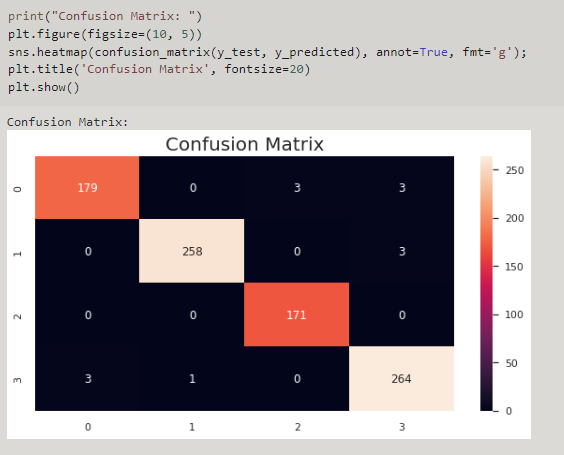 print("Confusion Matrix: ")
plt.figure(figsize=(10, 5))
sns.heatmap(confusion_matrix(y_test, y_predicted), annot=True, fmt='g');
plt.title('Confusion Matrix', fontsize=20)
plt.show()
Confusion Matrix:
Confusion Matrix
0 179 0 3 3
1 0 258 0 3
2 0 0 171 0
3 3 1 0 264
0 1 2 3
250
200
150
100
50
0